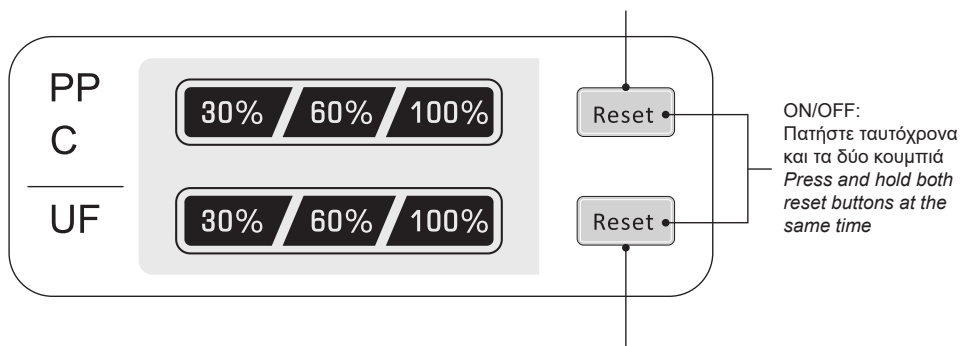 PP
C
30% 60% 100%
Reset
UF
30% 60% 100%
Reset
ON/OFF:
Πατήστε ταυτόχρονα
και τα δύο κουμπιά
Press and hold both
reset buttons at the
same time